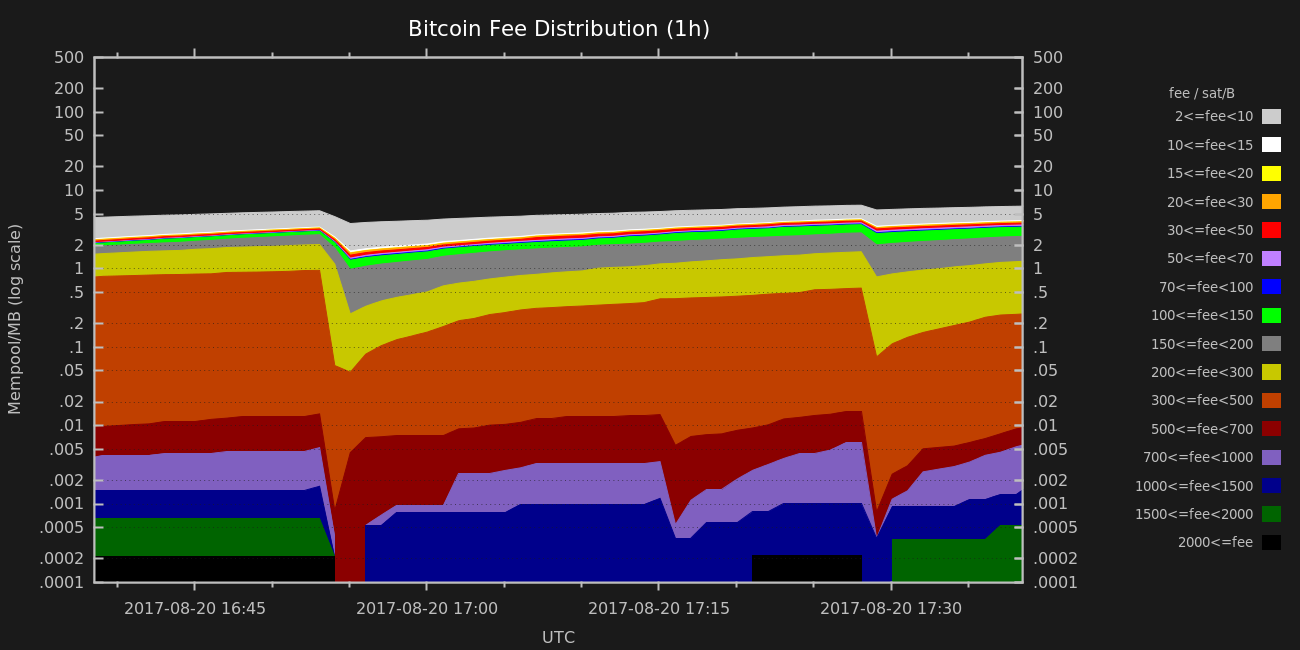 Bitcoin Fee Distribution (1h)
500
200
100
50
20
10
5
2
1
.5
.2
.1
.05
.02
.01
.005
.002
.001
.0005
.0002
.0001
Mempool/MB (log scale)
500
200
100
50
20
10
5
2
1
.5
.2
.1
.05
.02
.01
.005
.002
.001
.0005
.0002
.0001
2017-08-20 16:45
2017-08-20 17:00
2017-08-20 17:15
2017-08-20 17:30
UTC
fee / sat/B
2<=fee<10
10<=fee<15
15<=fee<20
20<=fee<30
30<=fee<50
50<=fee<70
70<=fee<100
100<=fee<150
150<=fee<200
200<=fee<300
300<=fee<500
500<=fee<700
700<=fee<1000
1000<=fee<1500
1500<=fee<2000
2000<=fee